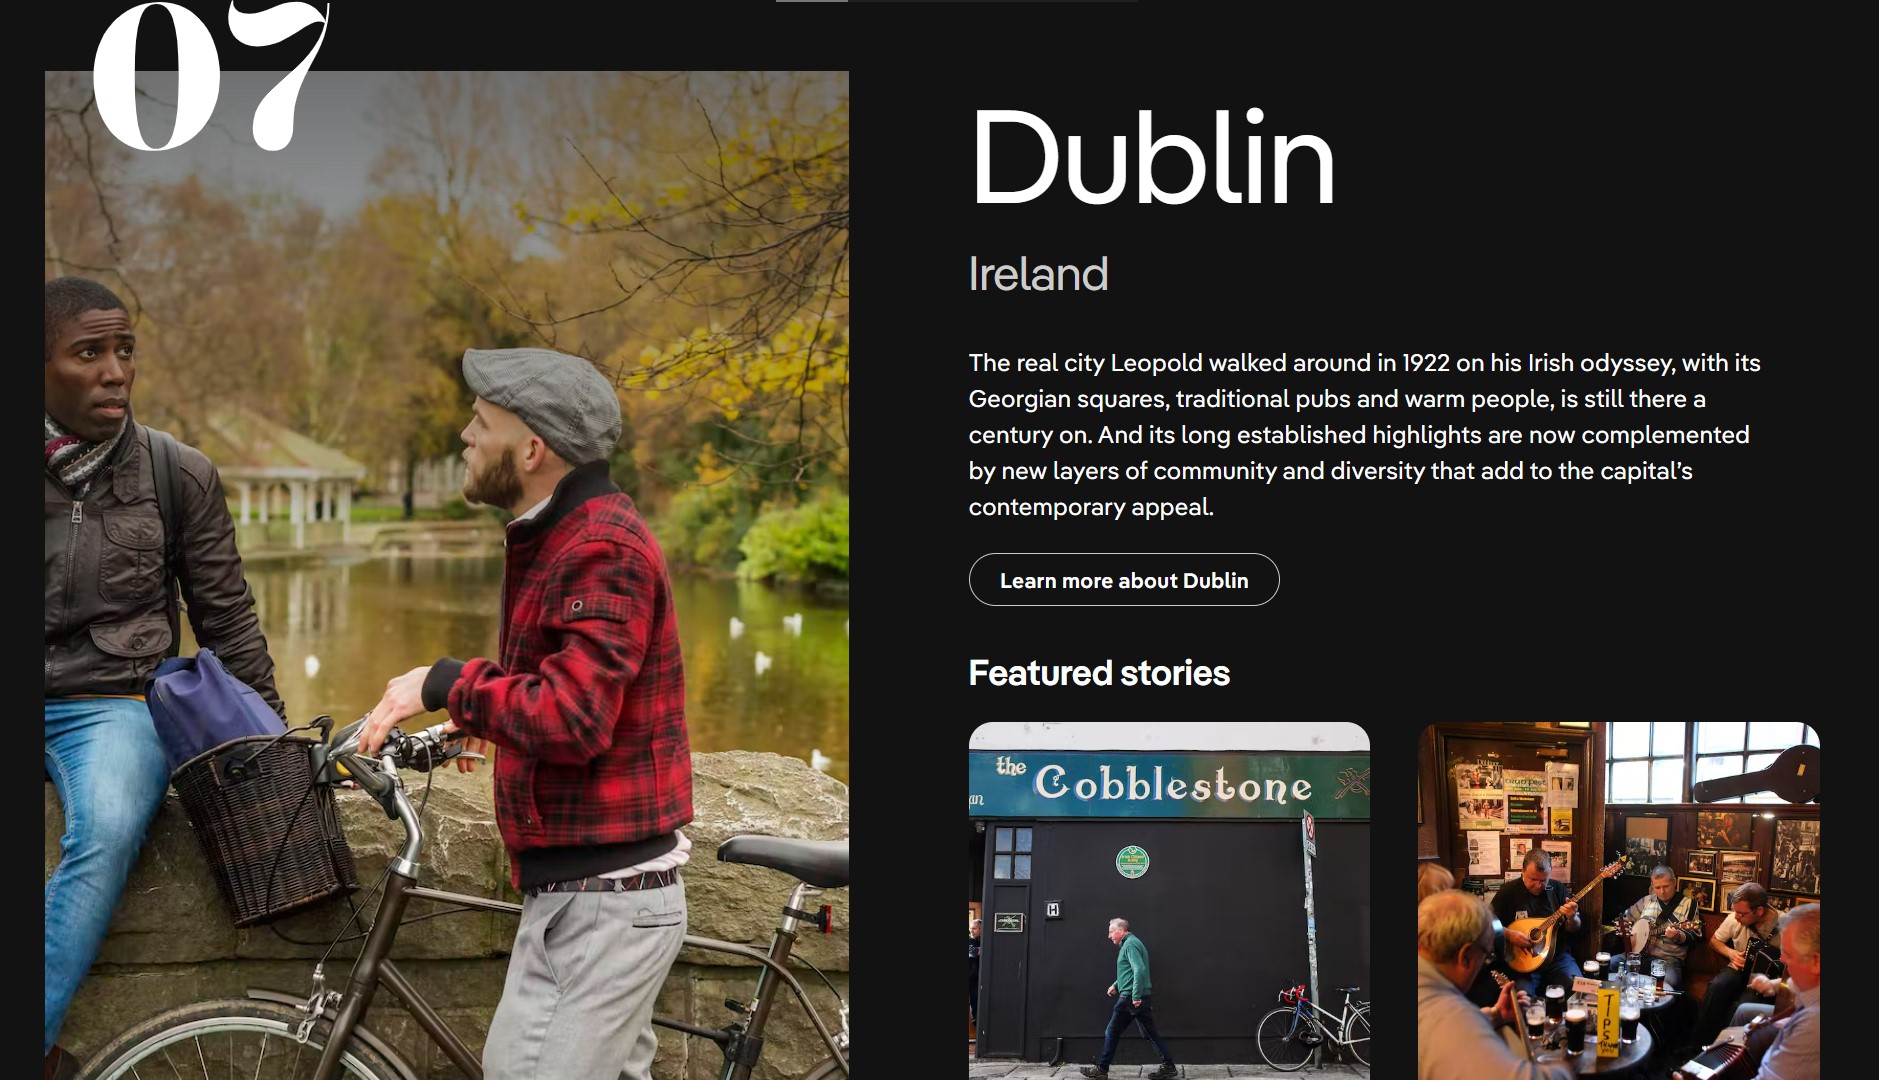 07
Dublin
Ireland
The real city Leopold walked around in 1922 on his Irish odyssey, with its
Georgian squares, traditional pubs and warm people, is still there a
century on. And its long established highlights are now complemented
by new layers of community and diversity that add to the capital’s
contemporary appeal.
Learn more about Dublin
Featured stories
the Cobblestone
H
TIPS